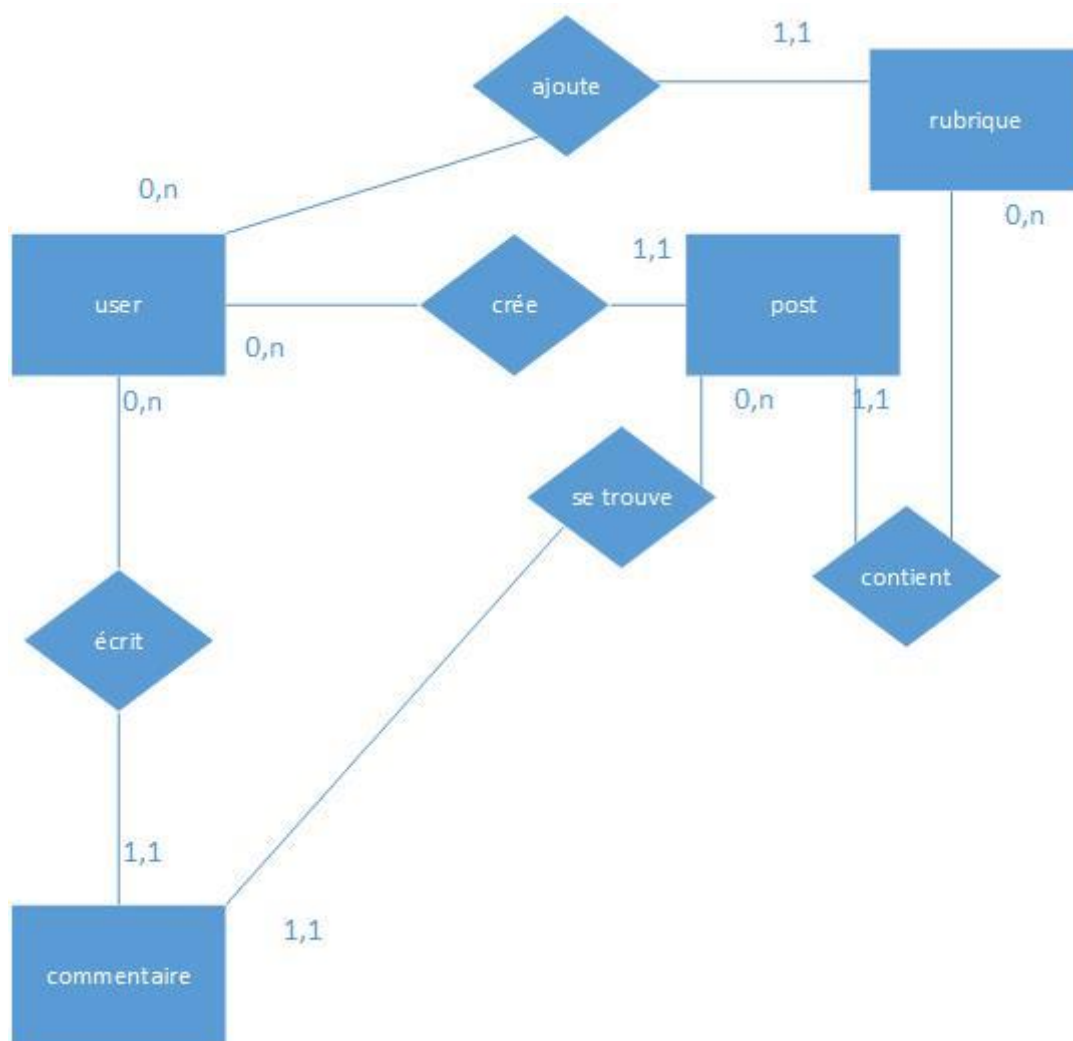 1,1
ajoute
rubrique
0,n
0,n
1,1
user
crée
post
0,n
0,n
0,n
1,1
se trouve
contient
écrit
1,1
1,1
commentaire